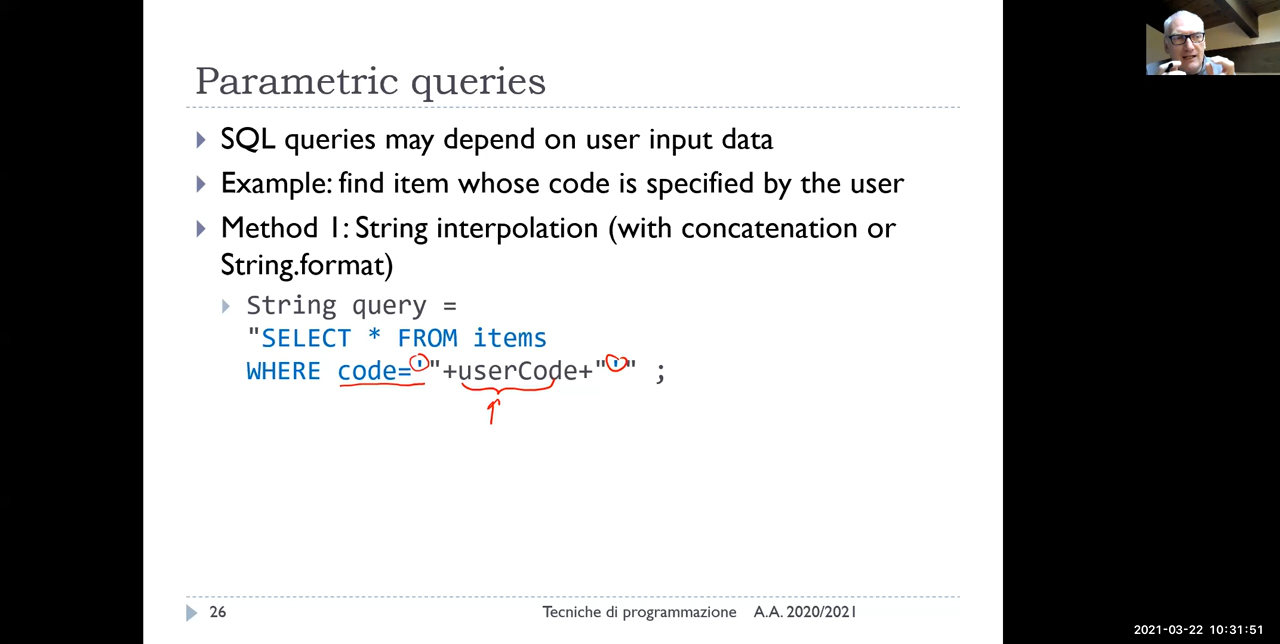 Parametric queries
SQL queries may depend on user input data
Example: find item whose code is specified by the user
Method 1: String interpolation (with concatenation or
String.format)
String query =
"SELECT * FROM items
WHERE code='"+userCode+"'" ;
26
Tecniche di programmazione A.A. 2020/2021
2021-03-22 10:31:51